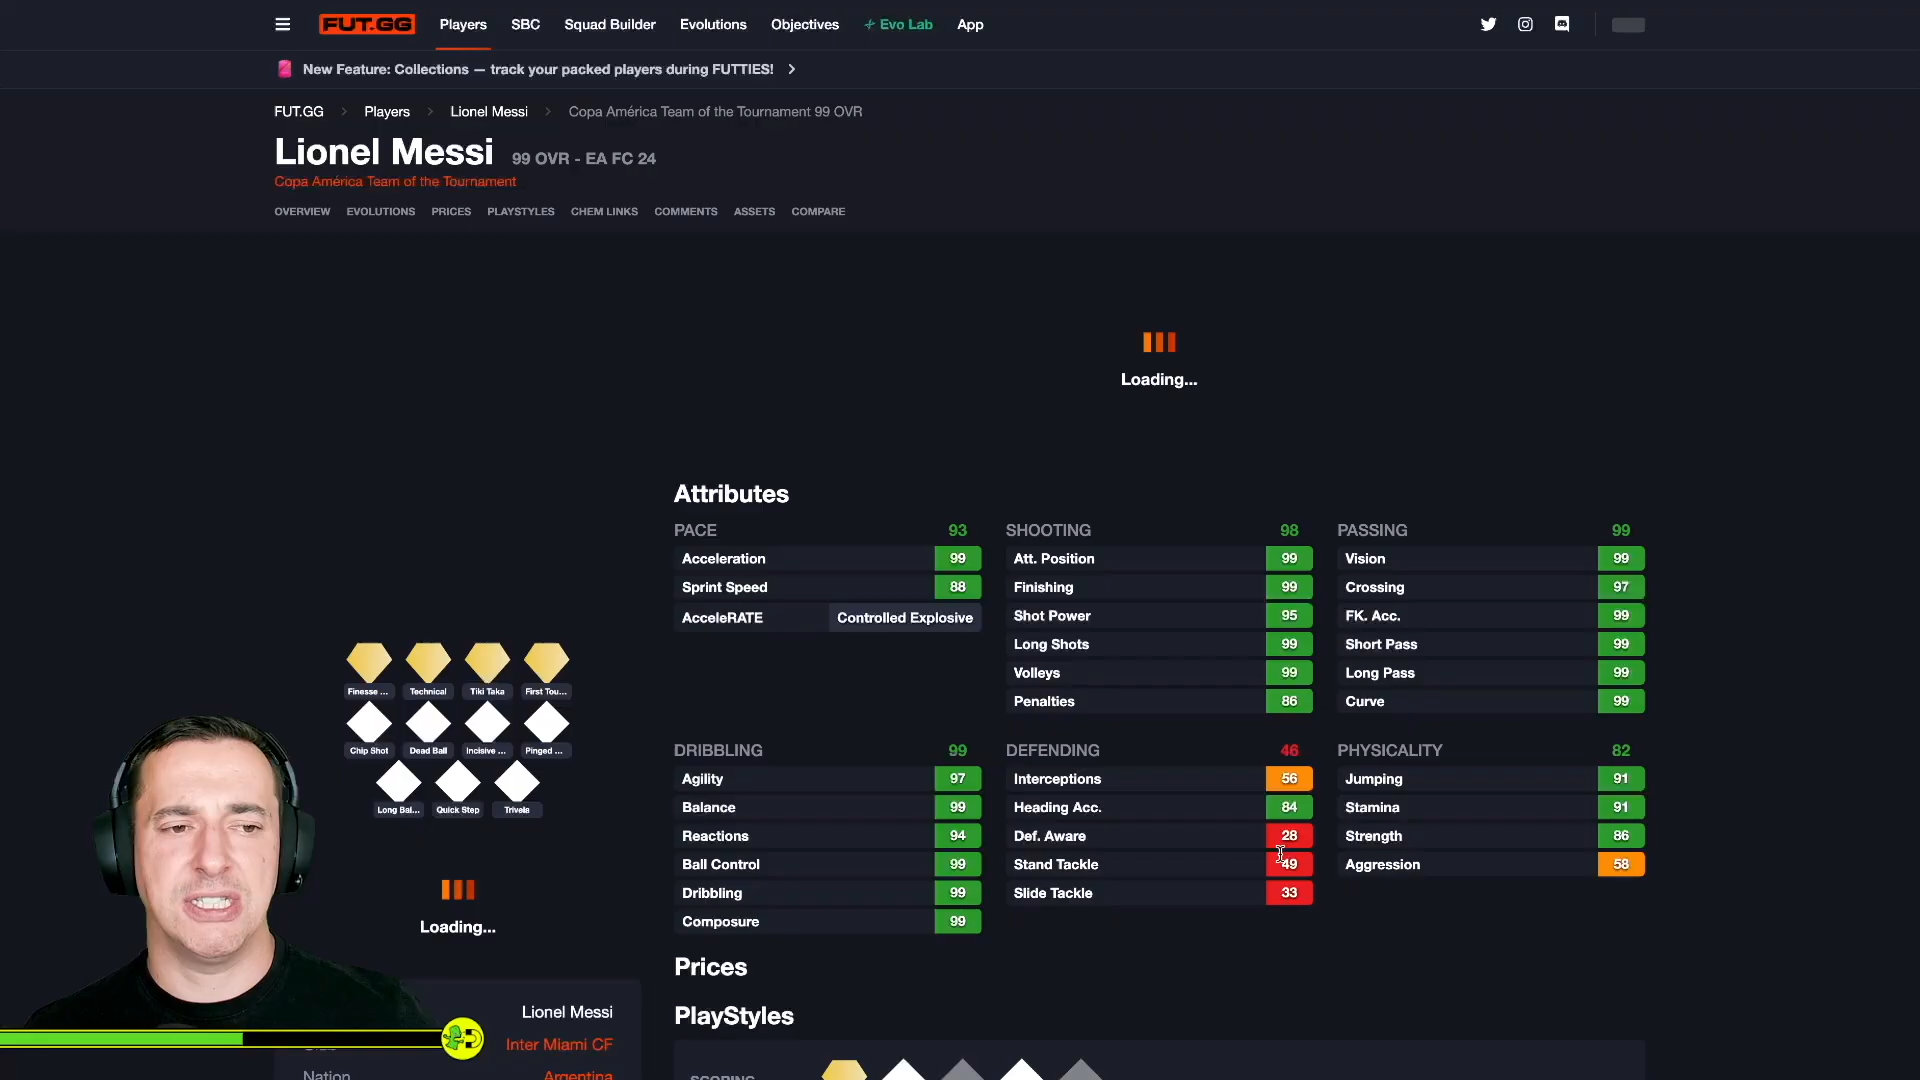 FUT.GG Players SBC Squad Builder Evolutions Objectives Evo Lab App
New Feature: Collections — track your packed players during FUTTIES!
FUT.GG Players Lionel Messi Copa América Team of the Tournament 99 OVR
Lionel Messi 99 OVR - EA FC 24
Copa América Team of the Tournament
OVERVIEW EVOLUTIONS PRICES PLAYSTYLES CHEM LINKS COMMENTS ASSETS COMPARE
Loading...
Attributes
PACE 93
Acceleration 99
Sprint Speed 88
AcceleRATE Controlled Explosive
SHOOTING 98
Att. Position 99
Finishing 99
Shot Power 95
Long Shots 99
Volleys 99
Penalties 86
PASSING 99
Vision 99
Crossing 97
FK. Acc. 99
Short Pass 99
Long Pass 99
Curve 99
DRIBBLING 99
Agility 97
Balance 99
Reactions 94
Ball Control 99
Dribbling 99
Composure 99
DEFENDING 46
Interceptions 56
Heading Acc. 84
Def. Aware 28
Stand Tackle 49
Slide Tackle 33
PHYSICALITY 82
Jumping 91
Stamina 91
Strength 86
Aggression 58
Finesse ... Technical Tiki Taka First Tou...
Chip Shot Dead Ball Incisive ... Pinged ...
Long Bal... Quick Step Trivela
Loading...
Lionel Messi
Inter Miami CF
Nation Argentina
Prices
PlayStyles
SCORING